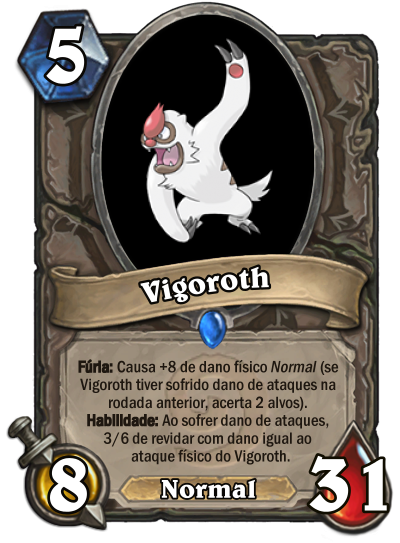 5
Vigoroth
Fúria: Causa +8 de dano físico Normal (se
Vigoroth tiver sofrido dano de ataques na
rodada anterior, acerta 2 alvos).
Habilidade: Ao sofrer dano de ataques,
3/6 de revidar com dano igual ao
ataque físico do Vigoroth.
8
Normal
31